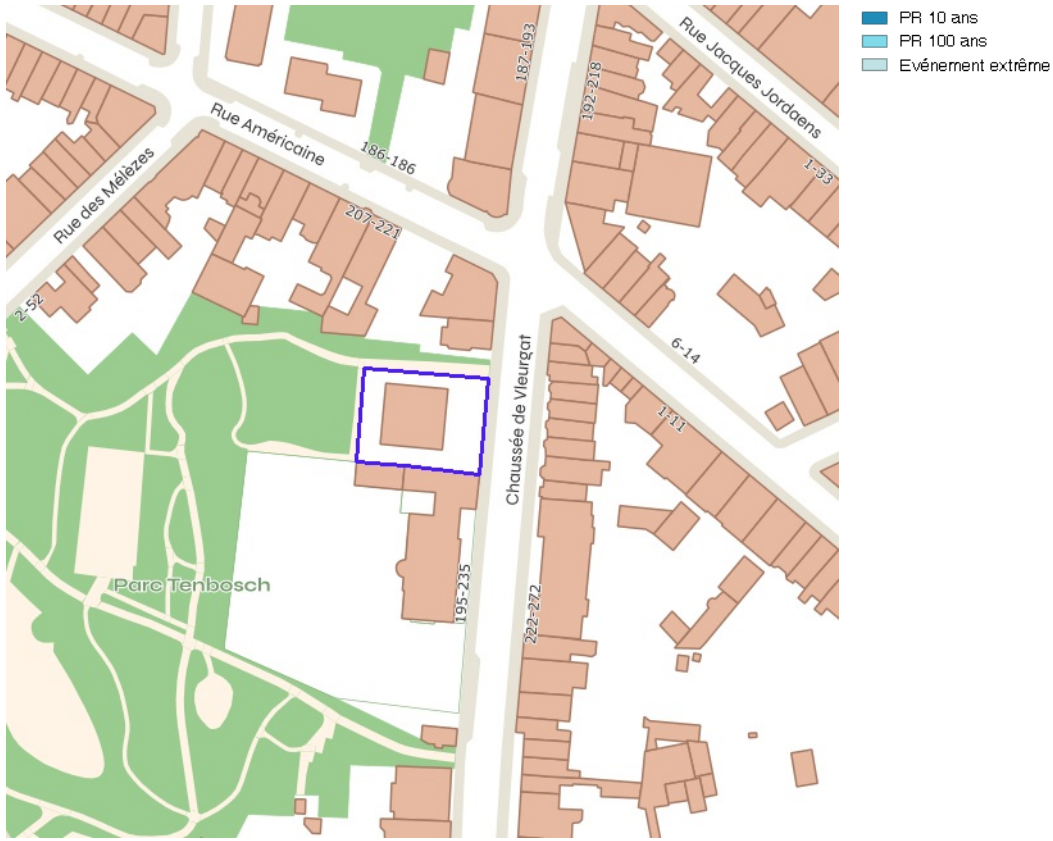 PR 10 ans
PR 100 ans
Evénement extrême
187-193
192-218
Rue Jacques Jordaens
Rue Américaine
186-186
1-33
Rue des Mélèzes
207-221
2-52
6-14
Chaussée de Vleurgat
1-11
Parc Tenbosch
195-235
222-272